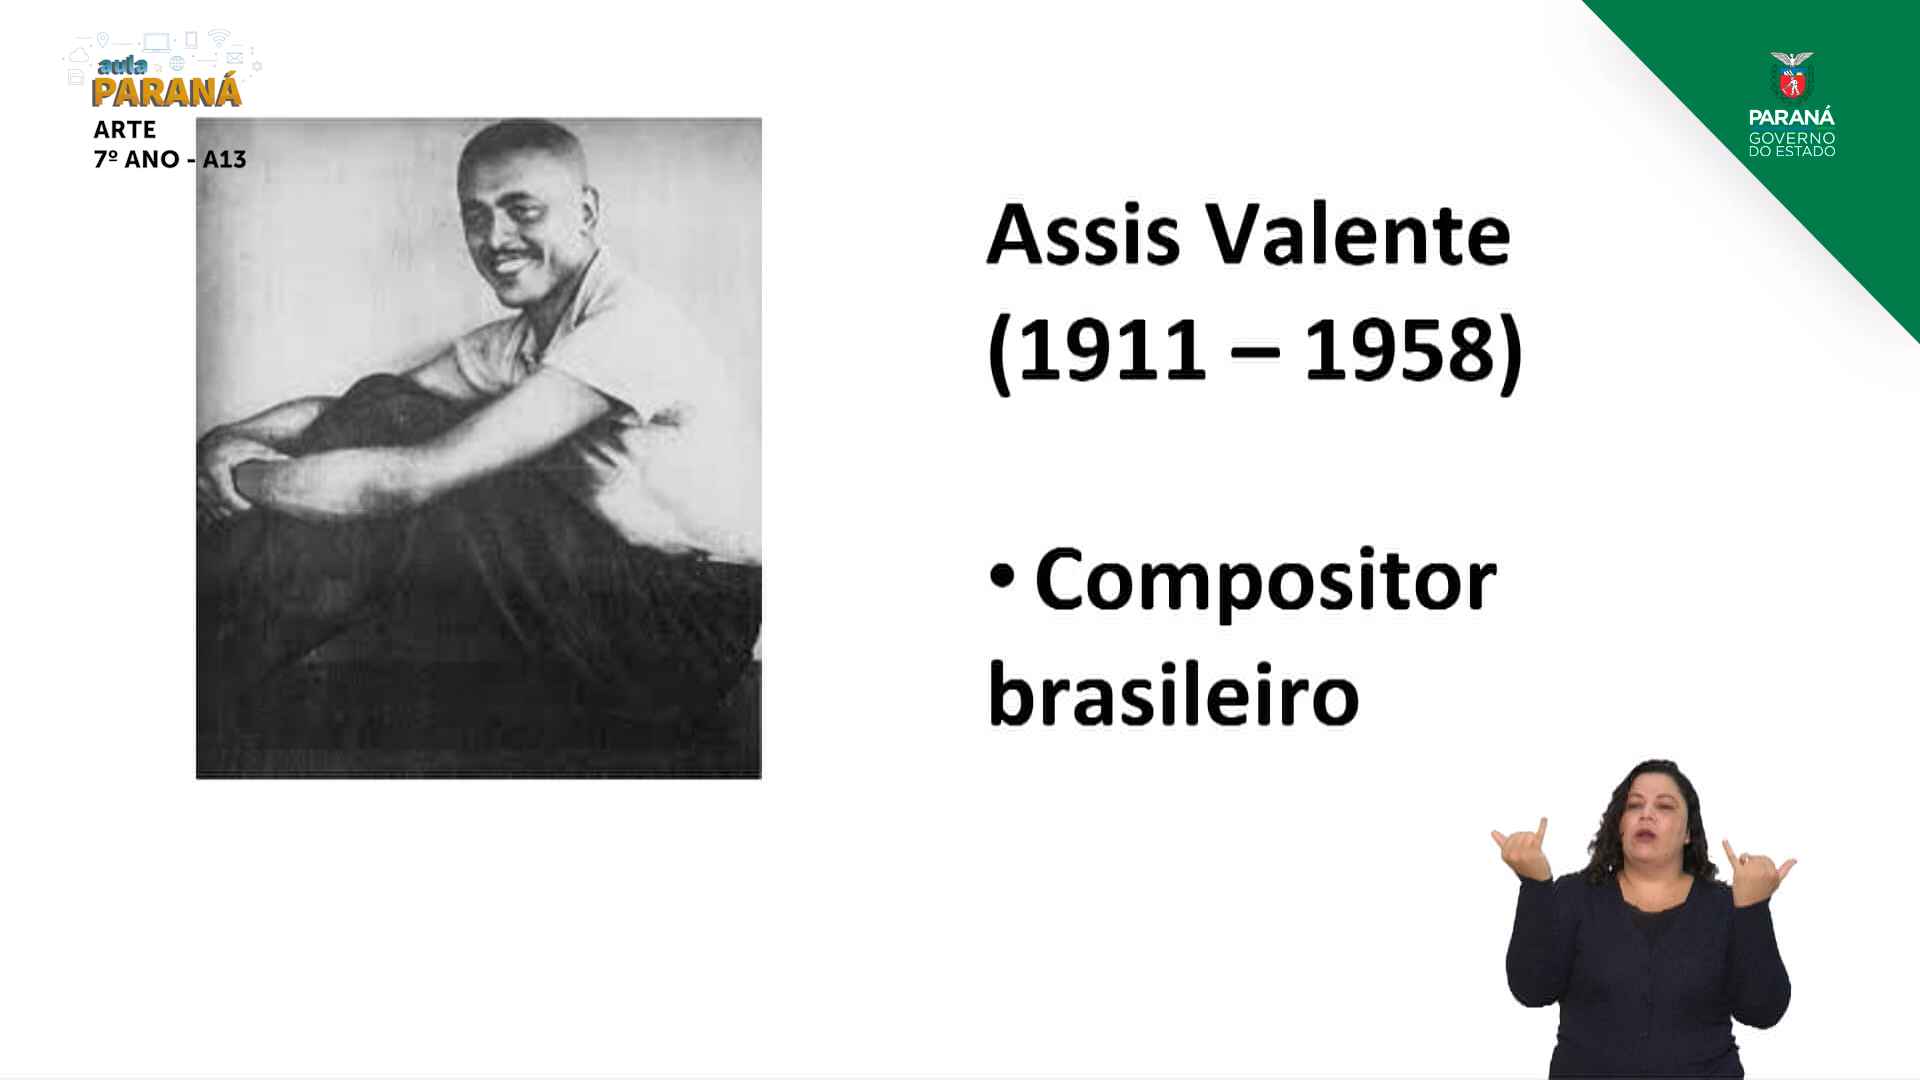 aula
PARANÁ
ARTE
7º ANO - A13
PARANÁ
GOVERNO
DO ESTADO
Assis Valente
(1911 – 1958)
• Compositor
brasileiro